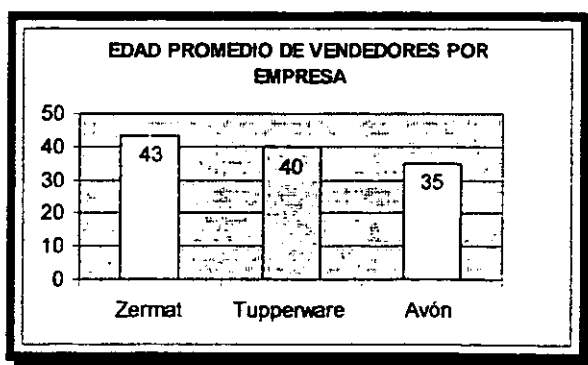 EDAD PROMEDIO DE VENDEDORES POR
EMPRESA
50
40
30
20
10
0
43
40
35
Zermat
Tupperware
Avón